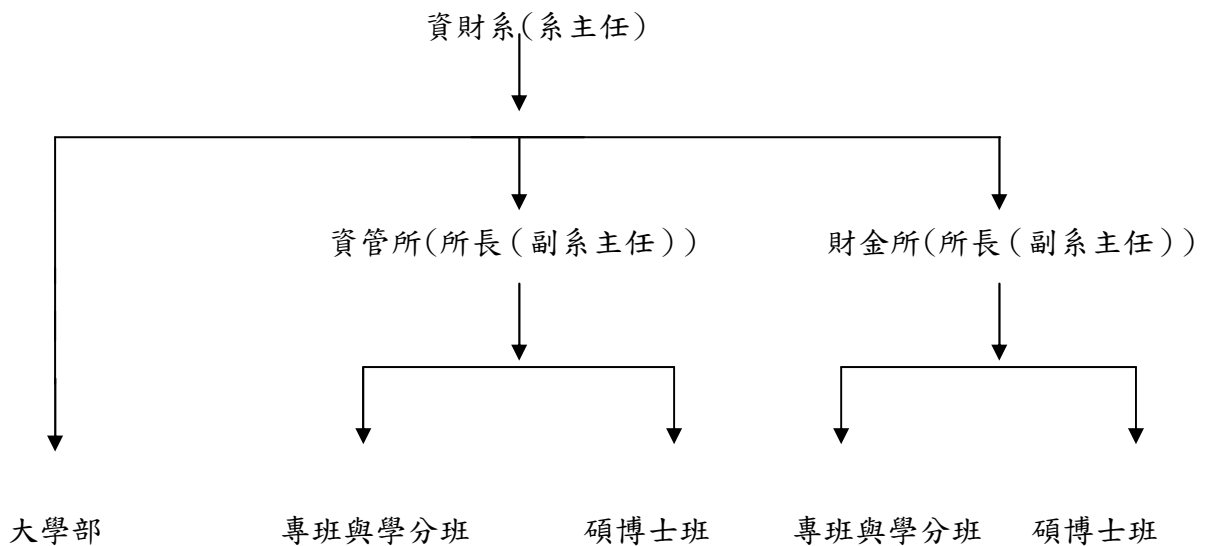 資財系(系主任)
資管所(所長(副系主任)) 財金所(所長(副系主任))
大學部 專班與學分班 碩博士班 專班與學分班 碩博士班